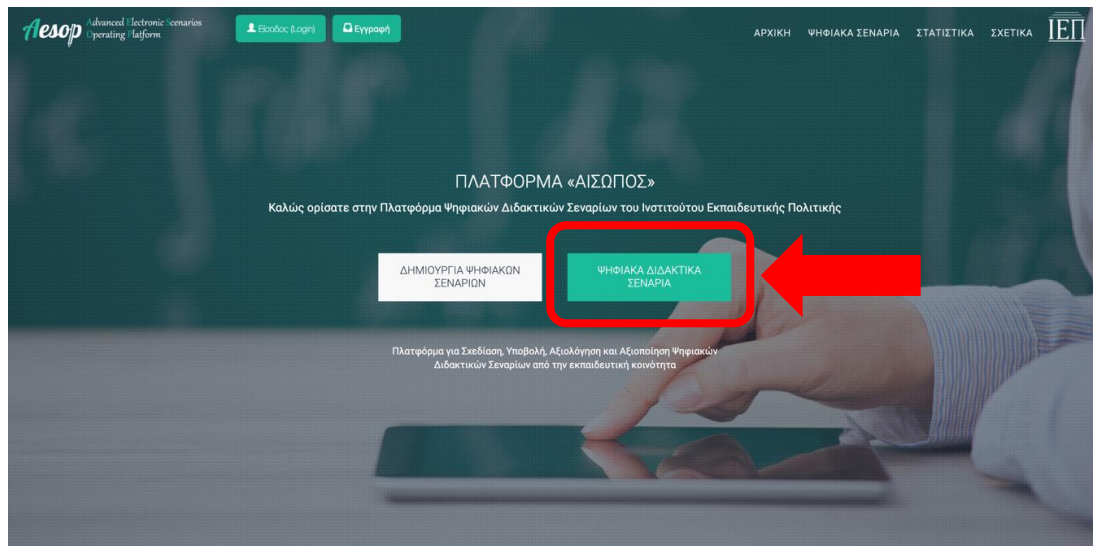 Aesop Advanced Electronic Scenarios
Operating Platform
Είσοδος (Login)
Εγγραφή
ΑΡΧΙΚΗ ΨΗΦΙΑΚΑ ΣΕΝΑΡΙΑ ΣΤΑΤΙΣΤΙΚΑ ΣΧΕΤΙΚΑ
ΙΕΠ
ΠΛΑΤΦΟΡΜΑ «ΑΙΣΩΠΟΣ»
Καλώς ορίσατε στην Πλατφόρμα Ψηφιακών Διδακτικών Σεναρίων του Ινστιτούτου Εκπαιδευτικής Πολιτικής
ΔΗΜΙΟΥΡΓΙΑ ΨΗΦΙΑΚΩΝ
ΣΕΝΑΡΙΩΝ
ΨΗΦΙΑΚΑ ΔΙΔΑΚΤΙΚΑ
ΣΕΝΑΡΙΑ
Πλατφόρμα για Σχεδίαση, Υποβολή, Αξιολόγηση και Αξιοποίηση Ψηφιακών
Διδακτικών Σεναρίων από την εκπαιδευτική κοινότητα